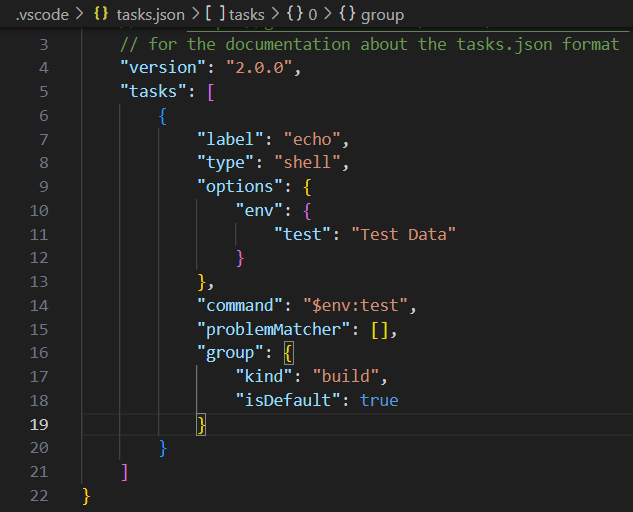 .vscode > {} tasks.json > [ ] tasks > {} 0 > {} group
3 // for the documentation about the tasks.json format
4 "version": "2.0.0",
5 "tasks": [
6 {
7 "label": "echo",
8 "type": "shell",
9 "options": {
10 "env": {
11 "test": "Test Data"
12 }
13 },
14 "command": "$env:test",
15 "problemMatcher": [],
16 "group": {
17 "kind": "build",
18 "isDefault": true
19 }
20 }
21 ]
22 }